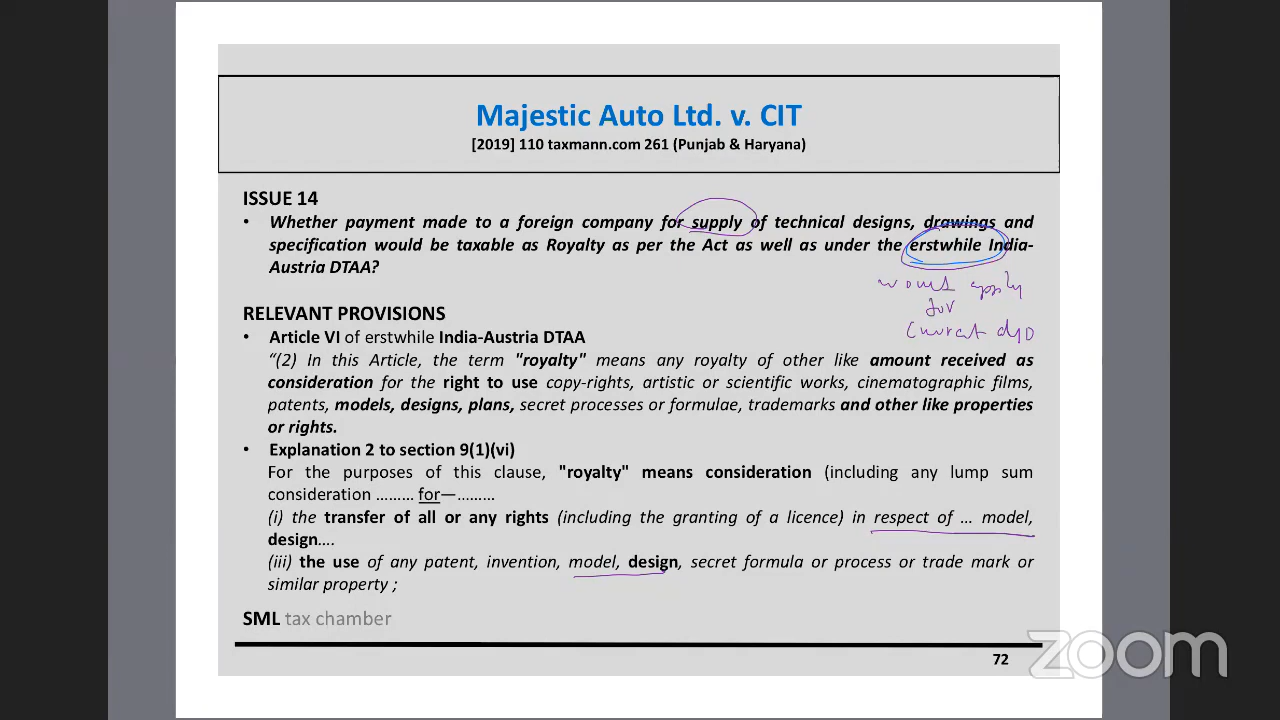 Majestic Auto Ltd. v. CIT
[2019] 110 taxmann.com 261 (Punjab & Haryana)
ISSUE 14
• Whether payment made to a foreign company for supply of technical designs, drawings and
specification would be taxable as Royalty as per the Act as well as under the erstwhile India-
Austria DTAA?
would apply
for
current
RELEVANT PROVISIONS
• Article VI of erstwhile India-Austria DTAA
“(2) In this Article, the term "royalty" means any royalty of other like amount received as
consideration for the right to use copy-rights, artistic or scientific works, cinematographic films,
patents, models, designs, plans, secret processes or formulae, trademarks and other like properties
or rights.
• Explanation 2 to section 9(1)(vi)
For the purposes of this clause, "royalty" means consideration (including any lump sum
consideration ……… for—………
(i) the transfer of all or any rights (including the granting of a licence) in respect of … model,
design….
(iii) the use of any patent, invention, model, design, secret formula or process or trade mark or
similar property ;
SML tax chamber
72
zoom